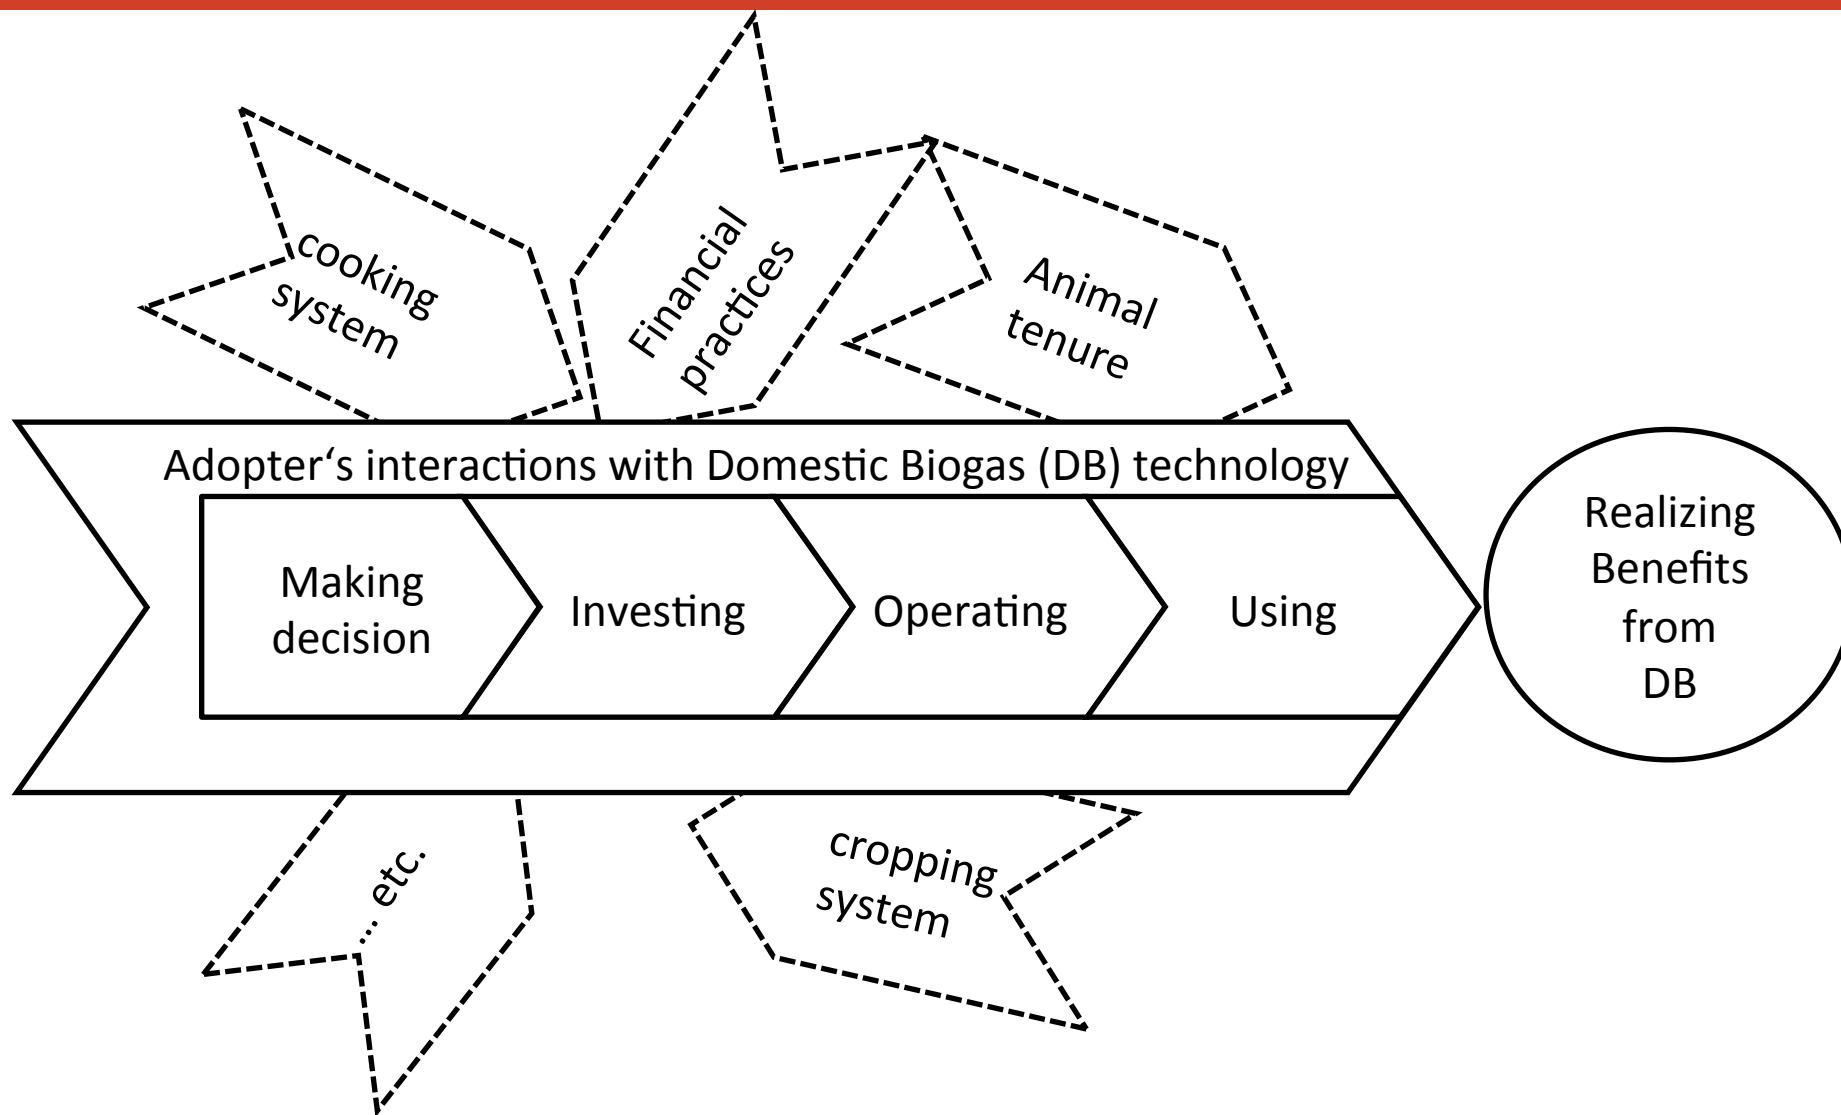 cooking
system
Financial
practices
Animal
tenure
Adopter‘s interactions with Domestic Biogas (DB) technology
Making
decision
Investing
Operating
Using
Realizing
Benefits
from
DB
.... etc.
cropping
system